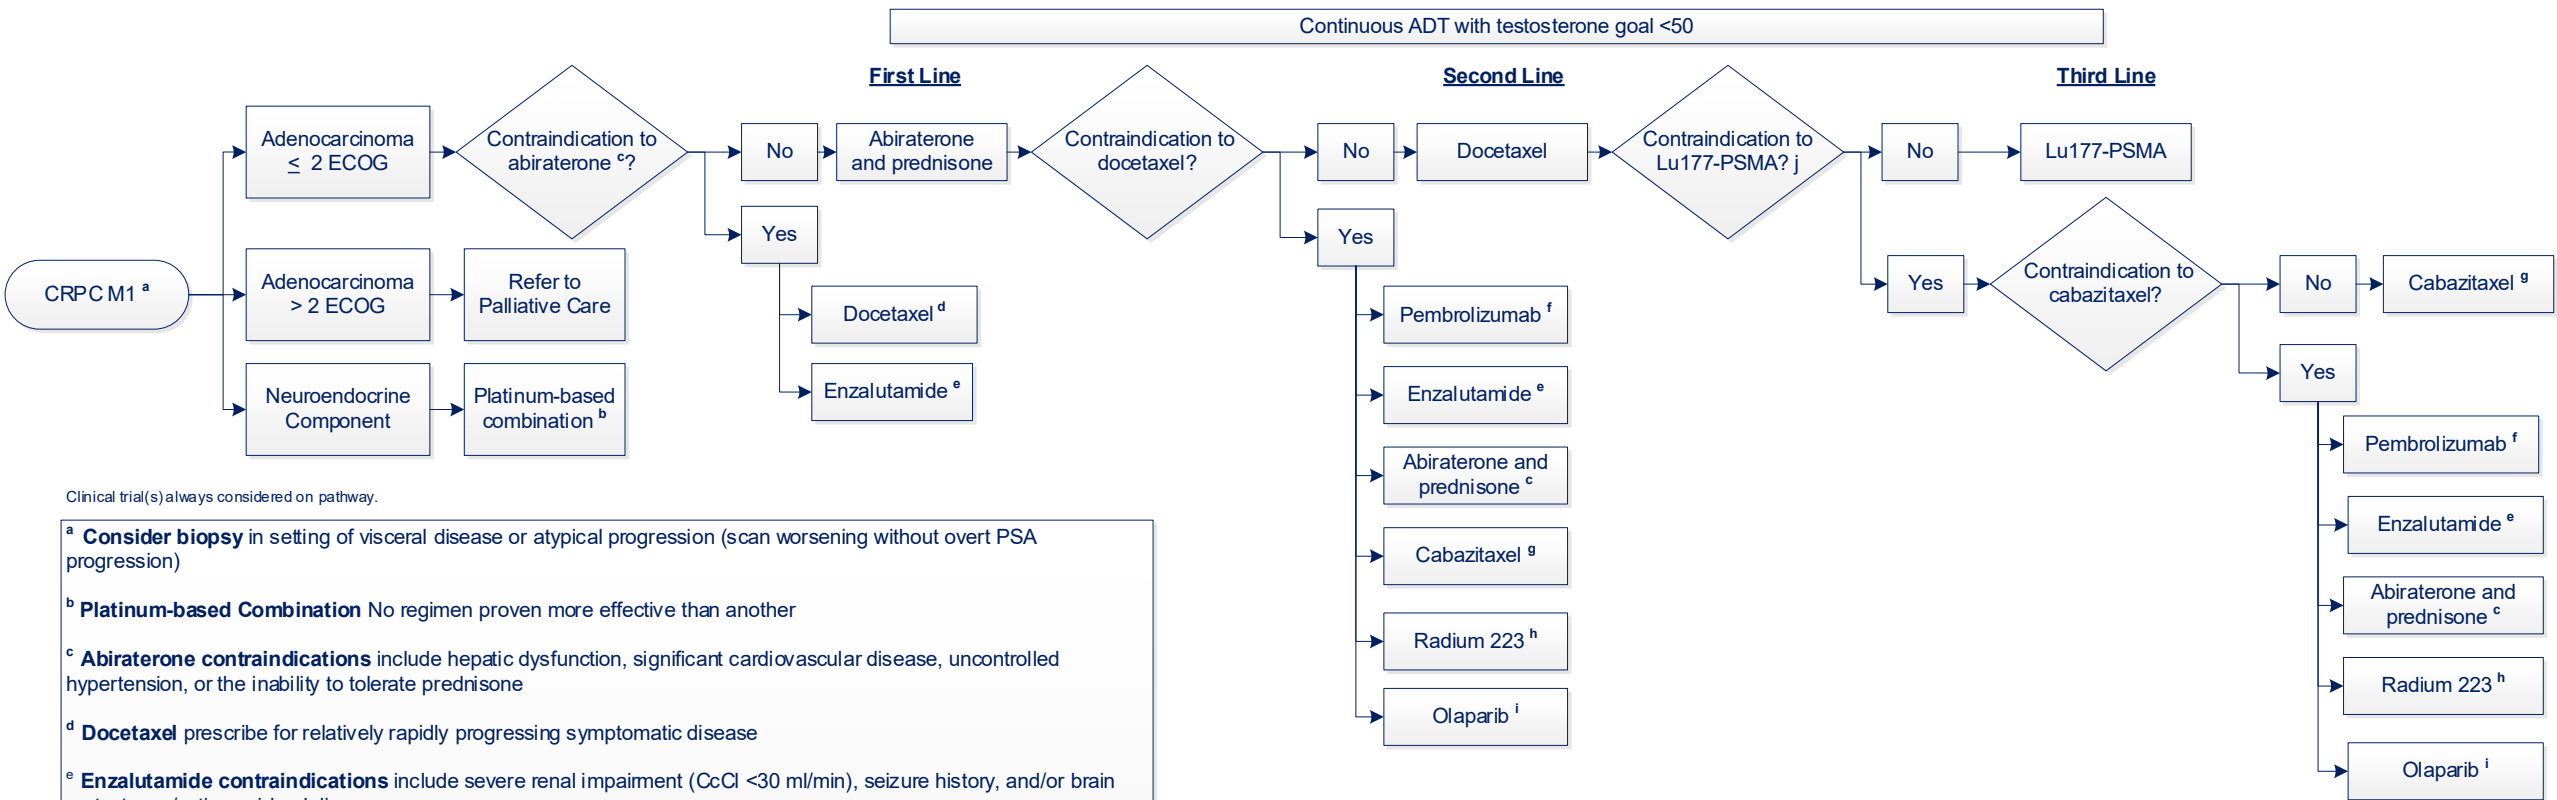 Continuous ADT with testosterone goal <50
First Line
Second Line
Third Line
CRPC M1 a
Adenocarcinoma
≤ 2 ECOG
Contraindication to
abiraterone c?
No
Abiraterone
and prednisone
Yes
Docetaxel d
Enzalutamide e
Adenocarcinoma
> 2 ECOG
Refer to
Palliative Care
Neuroendocrine
Component
Platinum-based
combination b
Contraindication to
docetaxel?
No
Docetaxel
Yes
Pembrolizumab f
Enzalutamide e
Abiraterone and
prednisone c
Cabazitaxel g
Radium 223 h
Olaparib i
Contraindication to
Lu177-PSMA? j
No
Lu177-PSMA
Yes
Contraindication to
cabazitaxel?
No
Cabazitaxel g
Yes
Pembrolizumab f
Enzalutamide e
Abiraterone and
prednisone c
Radium 223 h
Olaparib i
Clinical trial(s) always considered on pathway.
a Consider biopsy in setting of visceral disease or atypical progression (scan worsening without overt PSA
progression)
b Platinum-based Combination No regimen proven more effective than another
c Abiraterone contraindications include hepatic dysfunction, significant cardiovascular disease, uncontrolled
hypertension, or the inability to tolerate prednisone
d Docetaxel prescribe for relatively rapidly progressing symptomatic disease
e Enzalutamide contraindications include severe renal impairment (CcCl <30 ml/min), seizure history, and/or brain